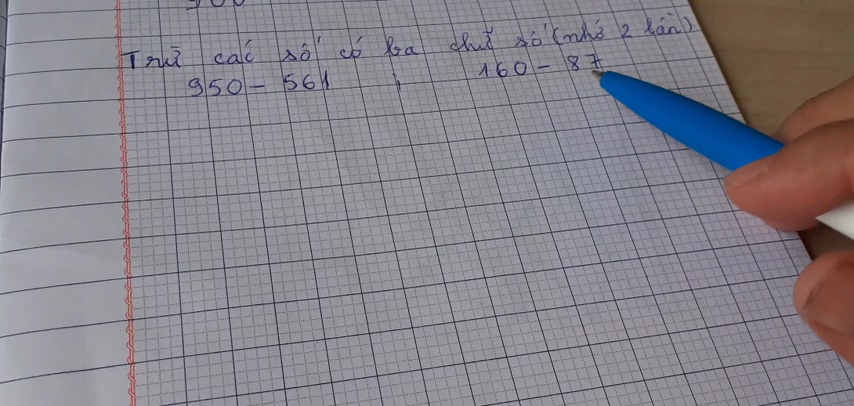 Trừ các số có ba chữ số (nhớ 2 lần)
950 - 561 ; 160 - 87